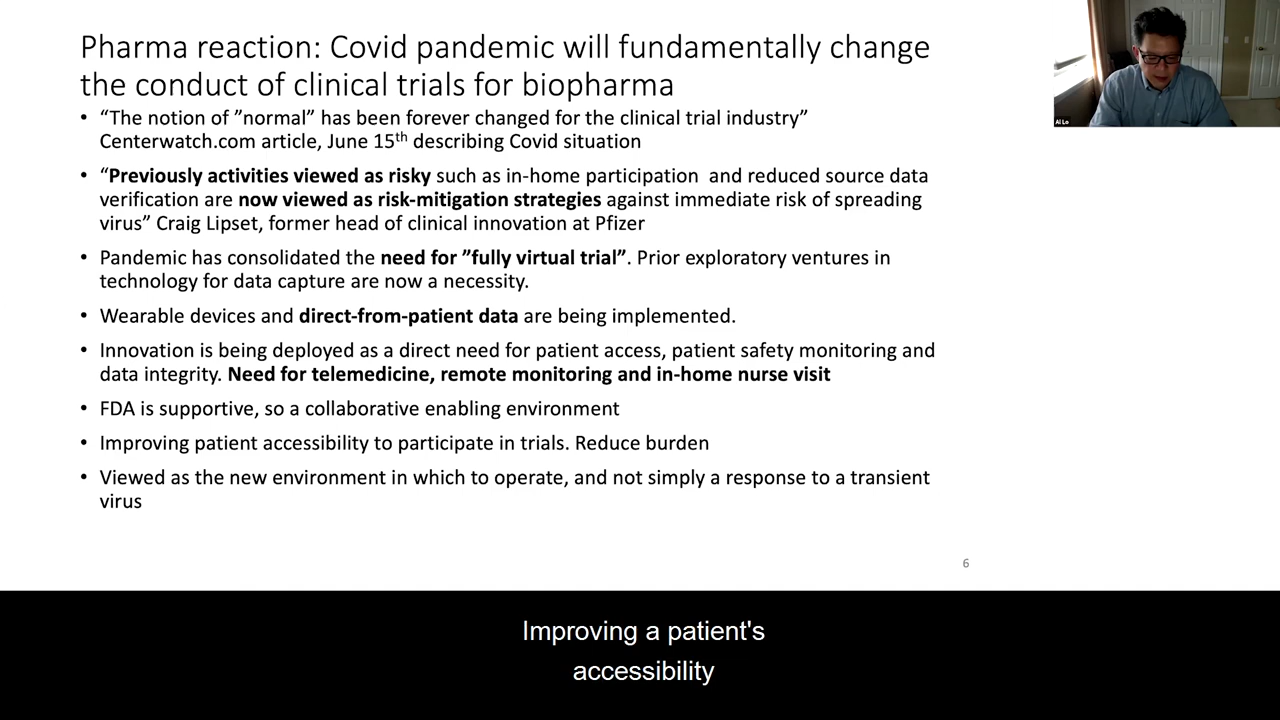 Pharma reaction: Covid pandemic will fundamentally change
the conduct of clinical trials for biopharma
• “The notion of ”normal” has been forever changed for the clinical trial industry”
Centerwatch.com article, June 15th describing Covid situation
• “Previously activities viewed as risky such as in-home participation and reduced source data
verification are now viewed as risk-mitigation strategies against immediate risk of spreading
virus” Craig Lipset, former head of clinical innovation at Pfizer
• Pandemic has consolidated the need for ”fully virtual trial”. Prior exploratory ventures in
technology for data capture are now a necessity.
• Wearable devices and direct-from-patient data are being implemented.
• Innovation is being deployed as a direct need for patient access, patient safety monitoring and
data integrity. Need for telemedicine, remote monitoring and in-home nurse visit
• FDA is supportive, so a collaborative enabling environment
• Improving patient accessibility to participate in trials. Reduce burden
• Viewed as the new environment in which to operate, and not simply a response to a transient
virus
6
Al Lo
Improving a patient's
accessibility